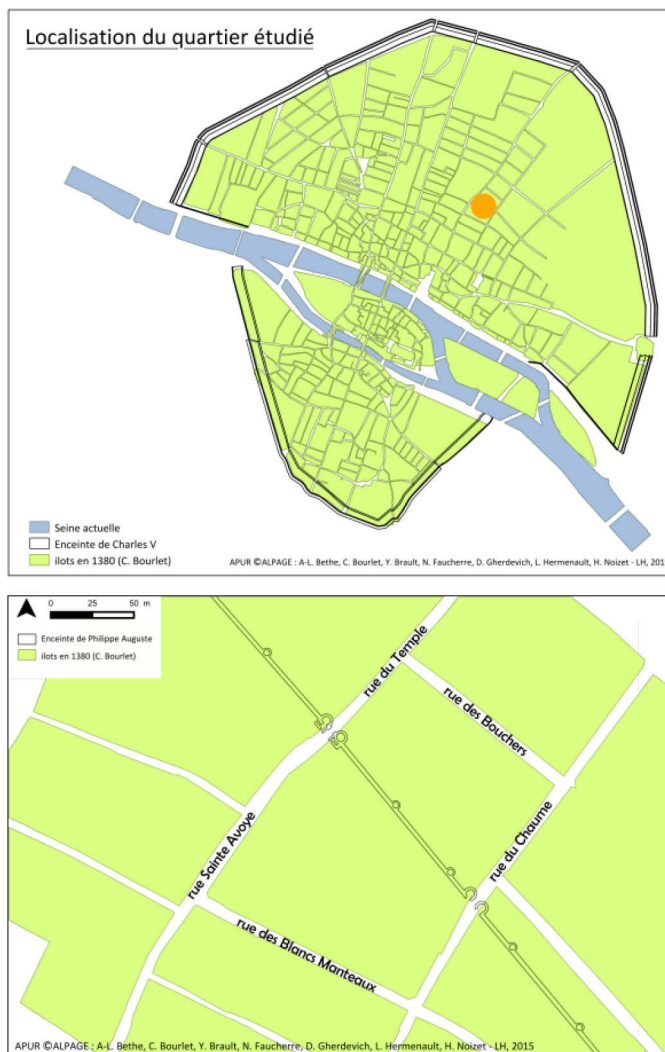 Localisation du quartier étudié
Seine actuelle
Enceinte de Charles V
ilots en 1380 (C. Bourlet)
APUR ©ALPAGE : A-L. Bethe, C. Bourlet, Y. Brault, N. Faucherre, D. Gherdevich, L. Hermenault, H. Noizet - LH, 201
0 25 50 m
Enceinte de Philippe Auguste
ilots en 1380 (C. Bourlet)
rue du Temple
rue des Bouchers
rue du Chaume
rue Sainte Avoye
rue des Blancs Manteaux
APUR ©ALPAGE : A-L. Bethe, C. Bourlet, Y. Brault, N. Faucherre, D. Gherdevich, L. Hermenault, H. Noizet - LH, 2015